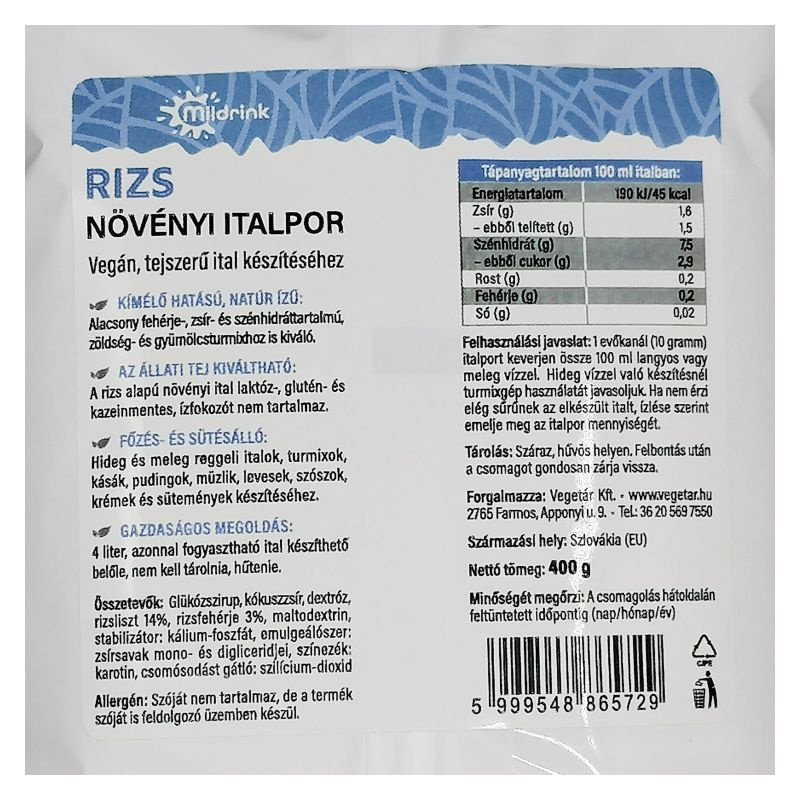 mildrink
RIZS
NÖVÉNYI ITALPOR
Vegán, tejszerű ital készítéséhez
KÍMÉLŐ HATÁSÚ, NATÚR ÍZŰ:
Alacsony fehérje-, zsír- és szénhidráttartalmú,
zöldség- és gyümölcsturmixhoz is kiváló.
AZ ÁLLATI TEJ KIVÁLTHATÓ:
A rizs alapú növényi ital laktóz-, glutén- és
kazeinmentes, ízfokozót nem tartalmaz.
FŐZÉS- ÉS SÜTÉSÁLLÓ:
Hideg és meleg reggeli italok, turmixok,
kásák, pudingok, müzlik, levesek, szószok,
krémek és sütemények készítéséhez.
GAZDASÁGOS MEGOLDÁS:
4 liter, azonnal fogyasztható ital készíthető
belőle, nem kell tárolnia, hűtenie.
Összetevők: Glükózszirup, kókuszzsír, dextróz,
rizsliszt 14%, rizsfehérje 3%, maltodextrin,
stabilizátor: kálium-foszfát, emulgeálószer:
zsírsavak mono- és digliceridjei, színezék:
karotin, csomósodást gátló: szilícium-dioxid
Allergén: Szóját nem tartalmaz, de a termék
szóját is feldolgozó üzemben készül.
Tápanyagtartalom 100 ml italban:
Energiatartalom 190 kJ/45 kcal
Zsír (g) 1,6
– ebből telített (g) 1,5
Szénhidrát (g) 7,5
– ebből cukor (g) 2,9
Rost (g) 0,2
Fehérje (g) 0,2
Só (g) 0,02
Felhasználási javaslat: 1 evőkanál (10 gramm)
italport keverjen össze 100 ml langyos vagy
meleg vízzel. Hideg vízzel való készítésnél
turmixgép használatát javasoljuk. Ha nem érzi
elég sűrűnek az elkészült italt, ízlése szerint
emelje meg az italpor mennyiségét.
Tárolás: Száraz, hűvös helyen. Felbontás után
a csomagot gondosan zárja vissza.
Forgalmazza: Vegetár Kft. • www.vegetar.hu
2765 Farmos, Apponyi u. 9. • Tel.: 36 20 569 7550
Származási hely: Szlovákia (EU)
Nettó tömeg: 400 g
Minőségét megőrzi: A csomagolás hátoldalán
feltüntetett időpontig (nap/hónap/év)
C/PE
5 999548 865729